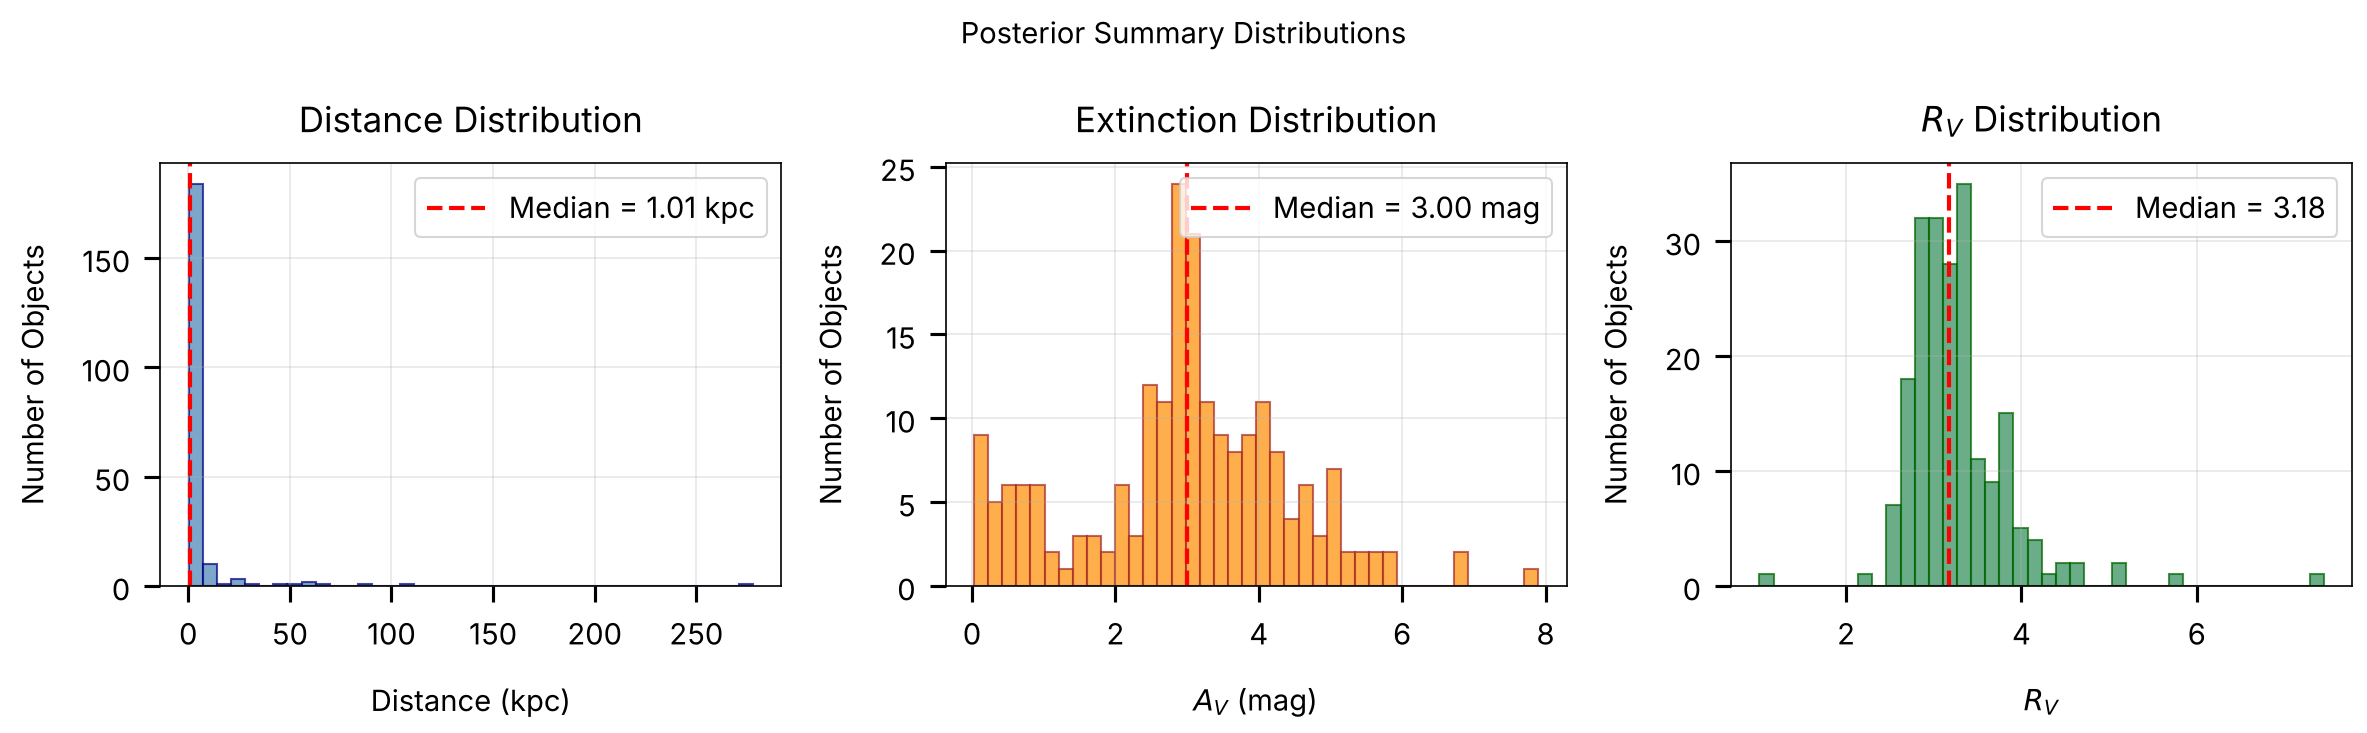 Posterior Summary Distributions
Distance Distribution
Number of Objects
150
100
50
0
Median = 1.01 kpc
0 50 100 150 200 250
Distance (kpc)
Extinction Distribution
Number of Objects
25
20
15
10
5
0
Median = 3.00 mag
0 2 4 6 8
A_V (mag)
R_V Distribution
Number of Objects
30
20
10
0
Median = 3.18
2 4 6
R_V